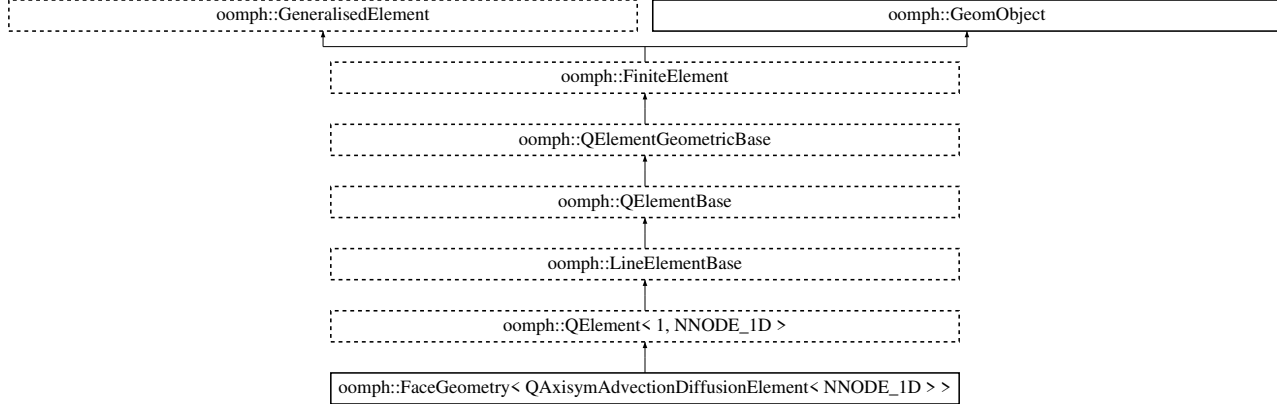 oomph::GeneralisedElement
oomph::GeomObject
oomph::FiniteElement
oomph::QElementGeometricBase
oomph::QElementBase
oomph::LineElementBase
oomph::QElement< 1, NNODE_1D >
oomph::FaceGeometry< QAxisymAdvectionDiffusionElement< NNODE_1D > >